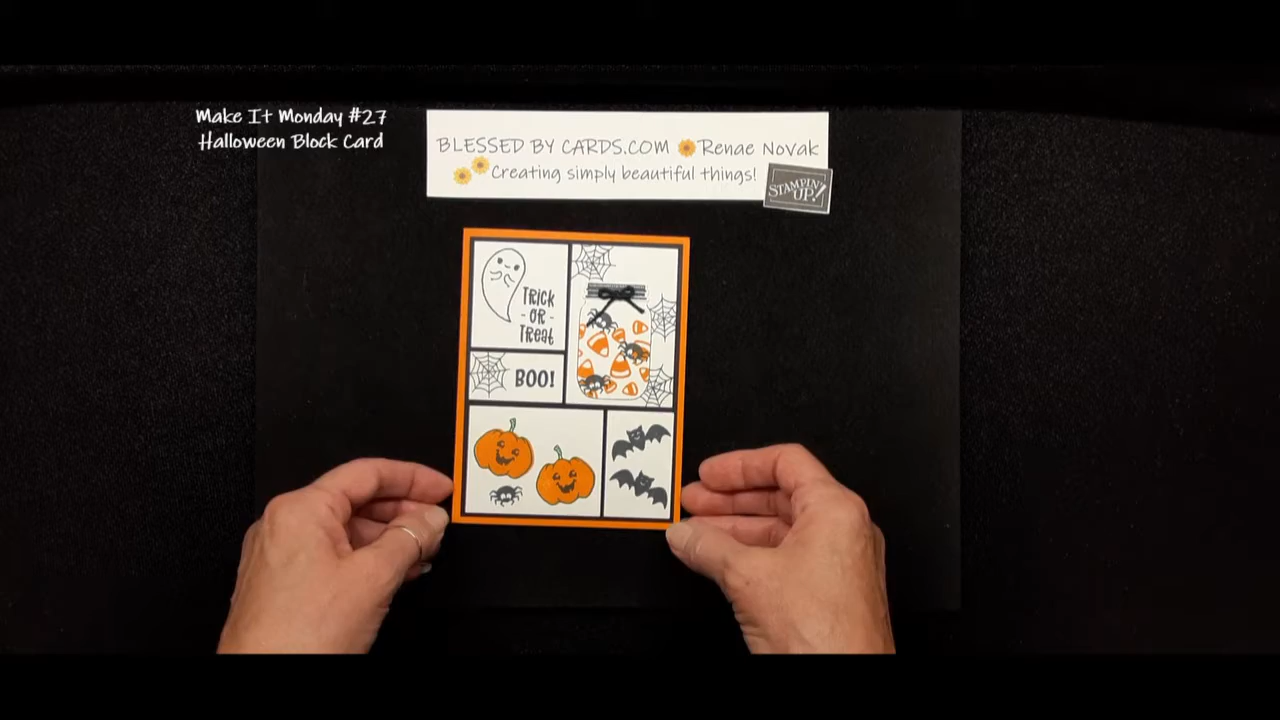 Make It Monday #27
Halloween Block Card
BLESSED BY CARDS.COM Renae Novak
Creating simply beautiful things!
STAMPIN' UP!
TRICK
- OR -
TREAT
BOO!